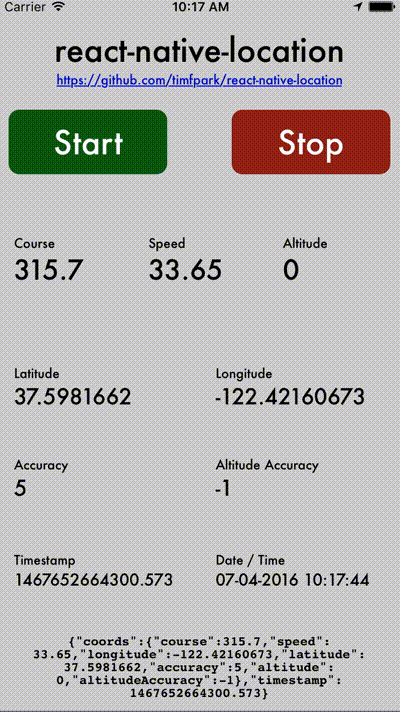 Carrier 10:17 AM
react-native-location
https://github.com/timfpark/react-native-location
Start Stop
Course Speed Altitude
315.7 33.65 0
Latitude Longitude
37.5981662 -122.42160673
Accuracy Altitude Accuracy
5 -1
Timestamp Date / Time
1467652664300.573 07-04-2016 10:17:44
{"coords":{"course":315.7,"speed":
33.65,"longitude":-122.42160673,"latitude":
37.5981662,"accuracy":5,"altitude":
0,"altitudeAccuracy":-1},"timestamp":
1467652664300.573}